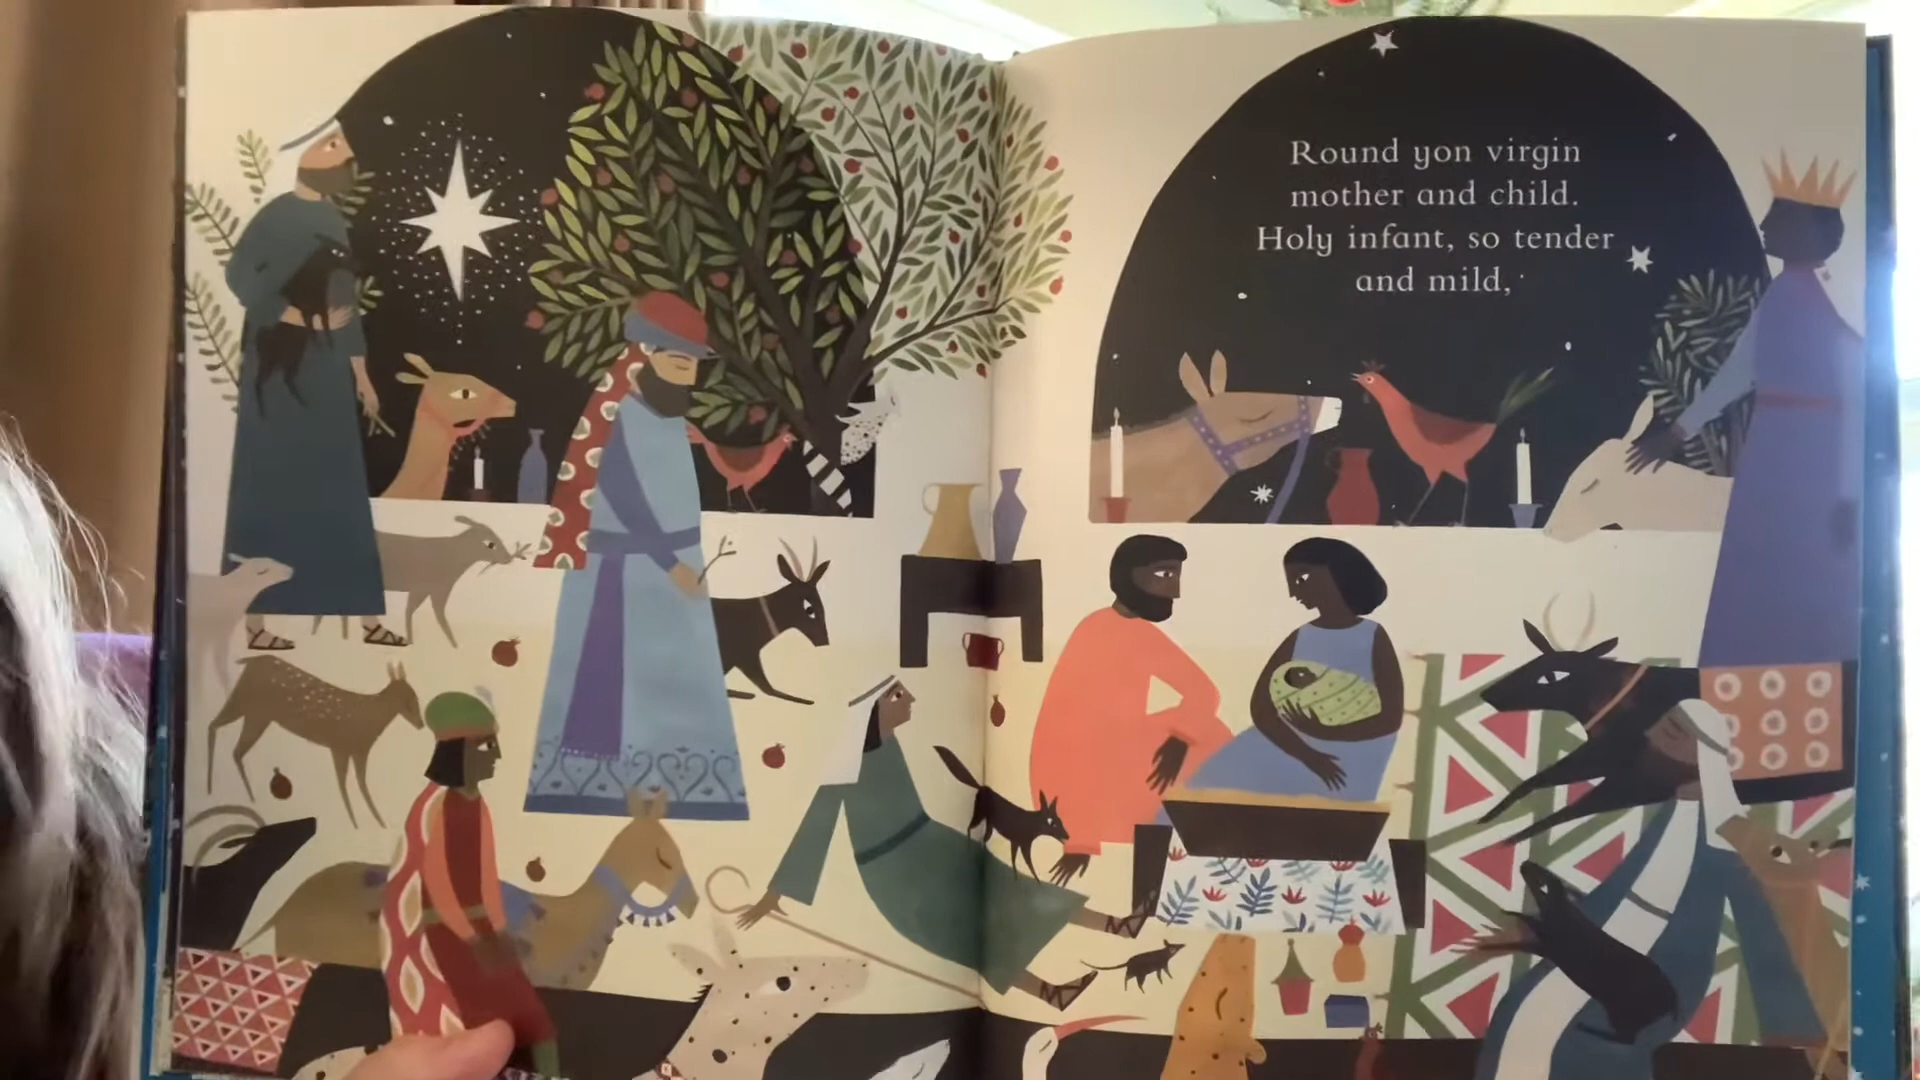 Round yon virgin
mother and child.
Holy infant, so tender
and mild,